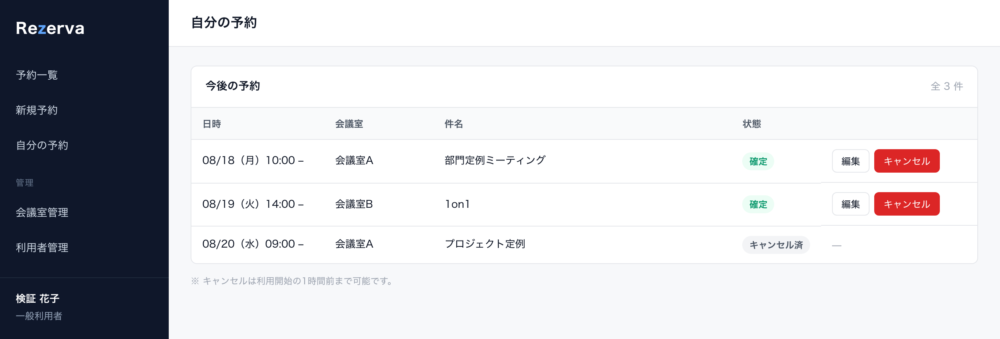 Rezerva
予約一覧
新規予約
自分の予約
管理
会議室管理
利用者管理
検証 花子
一般利用者
自分の予約
今後の予約 全 3 件
日時 会議室 件名 状態
08/18（月）10:00 – 会議室A 部門定例ミーティング 確定 編集 キャンセル
08/19（火）14:00 – 会議室B 1on1 確定 編集 キャンセル
08/20（水）09:00 – 会議室A プロジェクト定例 キャンセル済 —
※ キャンセルは利用開始の1時間前まで可能です。